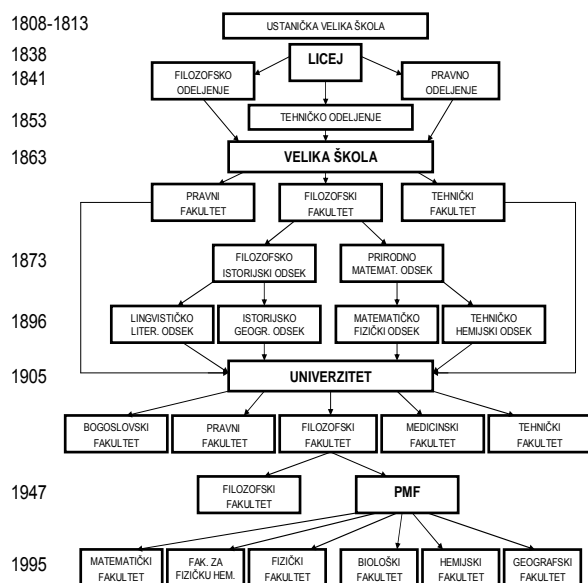 1808-1813
USTANIČKA VELIKA ŠKOLA
1838
LICEJ
1841
FILOZOFSKO
ODELJENJE
PRAVNO
ODELJENJE
1853
TEHNIČKO ODELJENJE
1863
VELIKA ŠKOLA
PRAVNI
FAKULTET
FILOZOFSKI
FAKULTET
TEHNIČKI
FAKULTET
1873
FILOZOFSKO
ISTORIJSKI ODSEK
PRIRODNO
MATEMAT. ODSEK
1896
LINGVISTIČKO
LITER. ODSEK
ISTORIJSKO
GEOGR. ODSEK
MATEMATIČKO
FIZIČKI ODSEK
TEHNIČKO
HEMIJSKI ODSEK
1905
UNIVERZITET
BOGOSLOVSKI
FAKULTET
PRAVNI
FAKULTET
FILOZOFSKI
FAKULTET
MEDICINSKI
FAKULTET
TEHNIČKI
FAKULTET
1947
FILOZOFSKI
FAKULTET
PMF
1995
MATEMATIČKI
FAKULTET
FAK. ZA
FIZIČKU HEM.
FIZIČKI
FAKULTET
BIOLOŠKI
FAKULTET
HEMIJSKI
FAKULTET
GEOGRAFSKI
FAKULTET